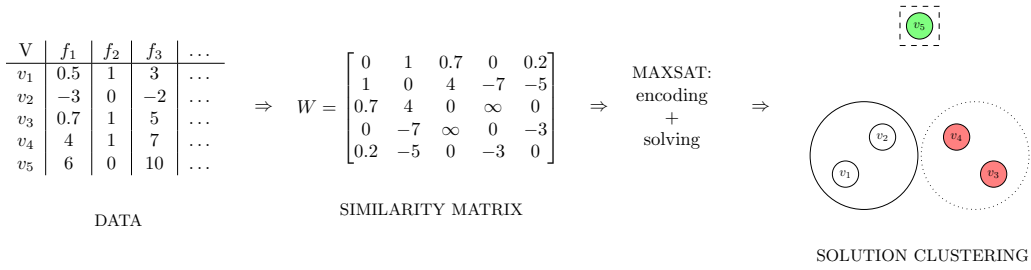 V f₁ f₂ f₃ ...
v₁ 0.5 1 3 ...
v₂ −3 0 −2 ...
v₃ 0.7 1 5 ...
v₄ 4 1 7 ...
v₅ 6 0 10 ...
DATA
⇒
W = [0 1 0.7 0 0.2
1 0 4 −7 −5
0.7 4 0 ∞ 0
0 −7 ∞ 0 −3
0.2 −5 0 −3 0]
SIMILARITY MATRIX
⇒
MAXSAT:
encoding
+
solving
⇒
v₅
v₂
v₁
v₄
v₃
SOLUTION CLUSTERING